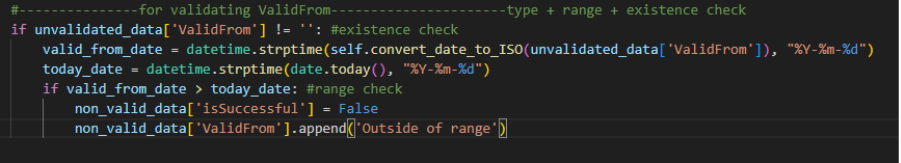 #---------------for validating ValidFrom----------------------type + range + existence check
if unvalidated_data['ValidFrom'] != '': #existence check
    valid_from_date = datetime.strptime(self.convert_date_to_ISO(unvalidated_data['ValidFrom']), "%Y-%m-%d")
    today_date = datetime.strptime(date.today(), "%Y-%m-%d")
    if valid_from_date > today_date: #range check
        non_valid_data['isSuccessful'] = False
        non_valid_data['ValidFrom'].append('Outside of range')